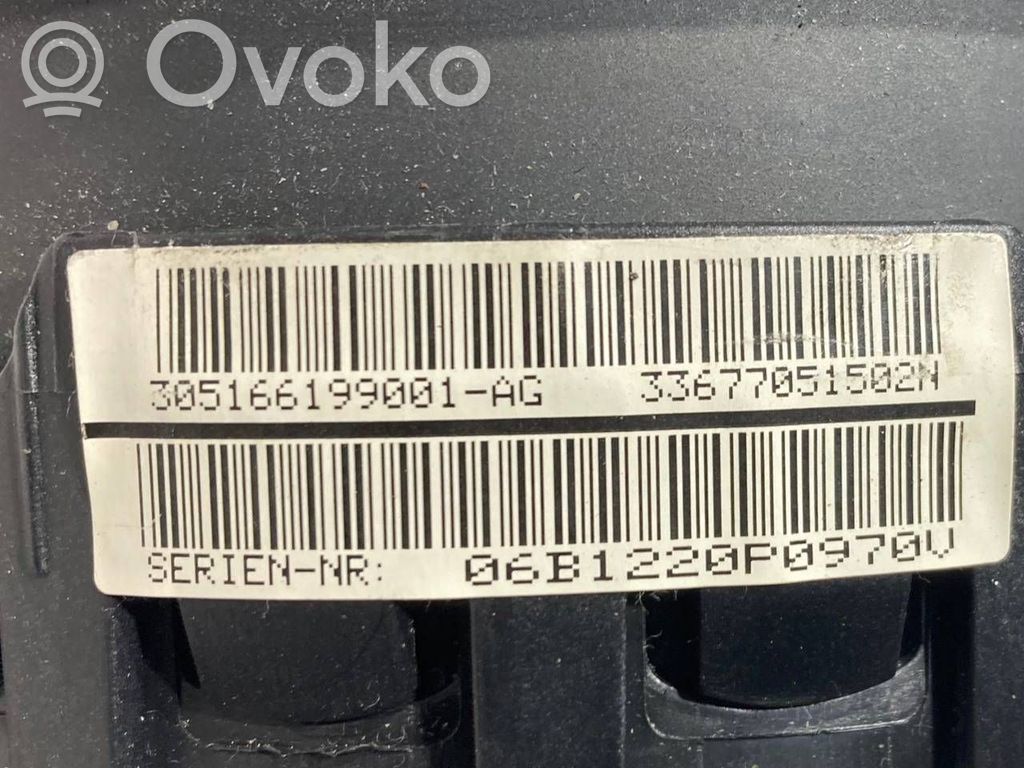 Ovoko
305166199001-AG 33677051502N
SERIEN-NR: 06B1220P0970V